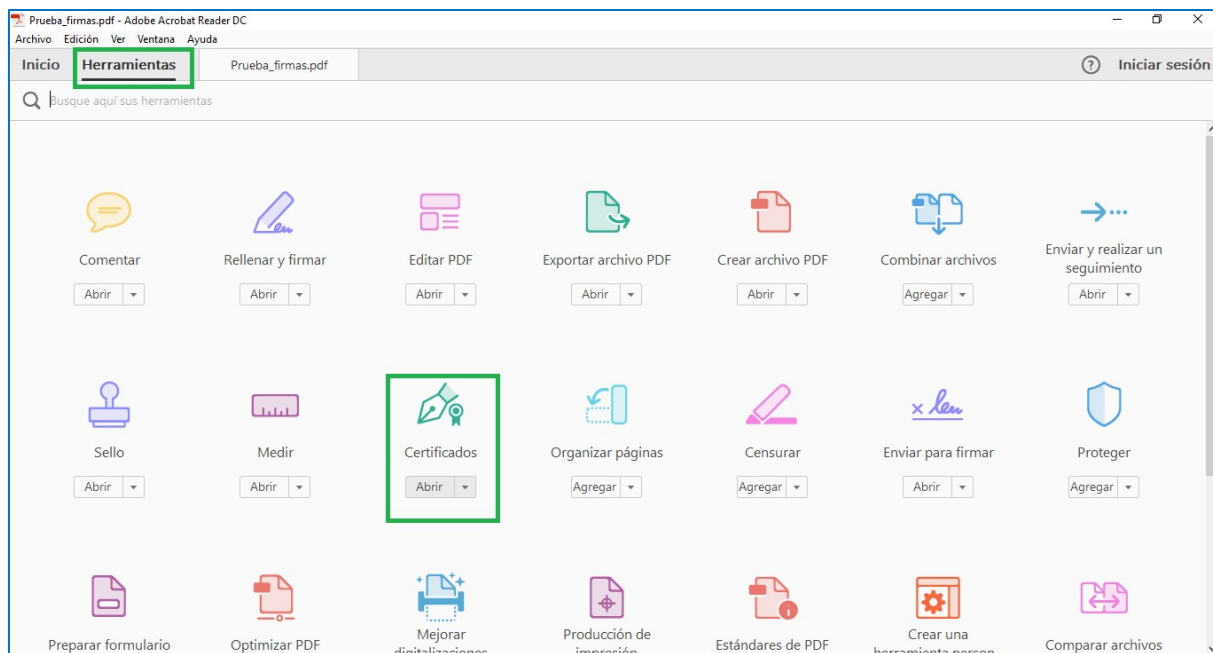 Prueba_firmas.pdf - Adobe Acrobat Reader DC
Archivo Edición Ver Ventana Ayuda
Inicio Herramientas Prueba_firmas.pdf ? Iniciar sesión
Busque aquí sus herramientas
Comentar Rellenar y firmar Editar PDF Exportar archivo PDF Crear archivo PDF Combinar archivos Enviar y realizar un
seguimiento
Abrir Abrir Abrir Abrir Abrir Agregar Abrir
Sello Medir Certificados Organizar páginas Censurar Enviar para firmar Proteger
Abrir Abrir Abrir Agregar Agregar Abrir Agregar
Preparar formulario Optimizar PDF Mejorar Producción de Estándares de PDF Crear una Comparar archivos
digitalizaciones impresión herramienta person